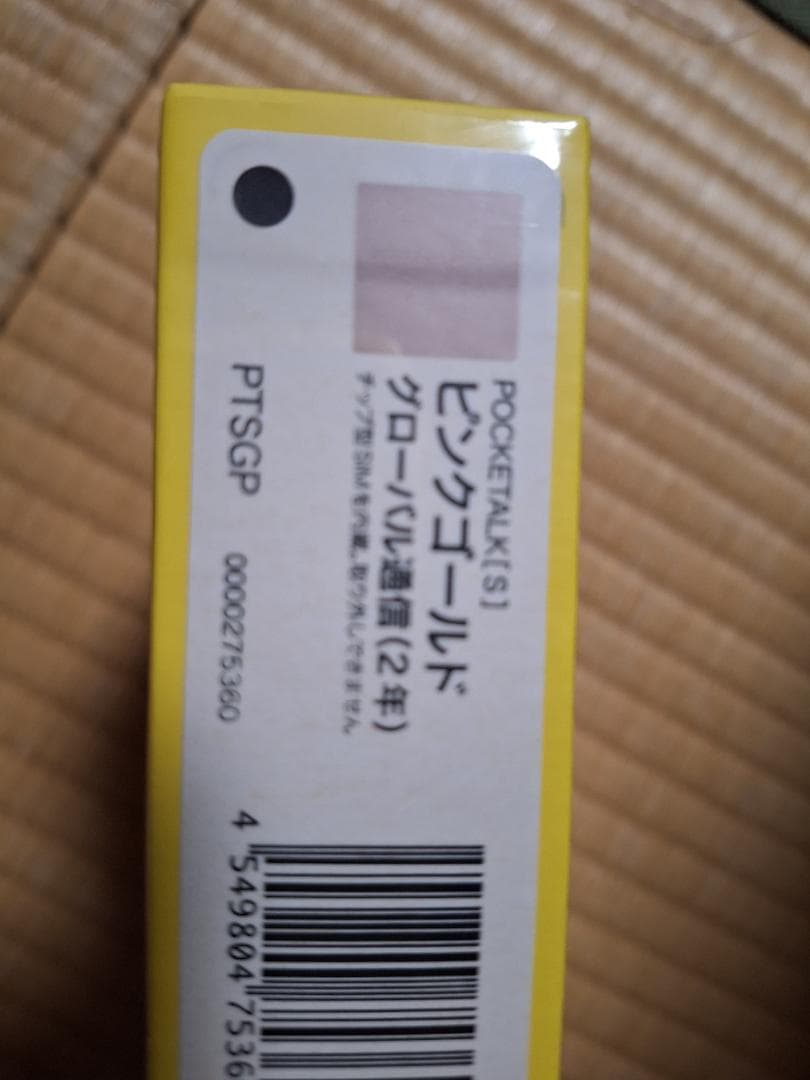 POCKETALK[S]
ピンクゴールド
グローバル通信(2年)
チップ型SIMを内蔵。取り外しできません
PTSGP 0000275360
4 549804 7536